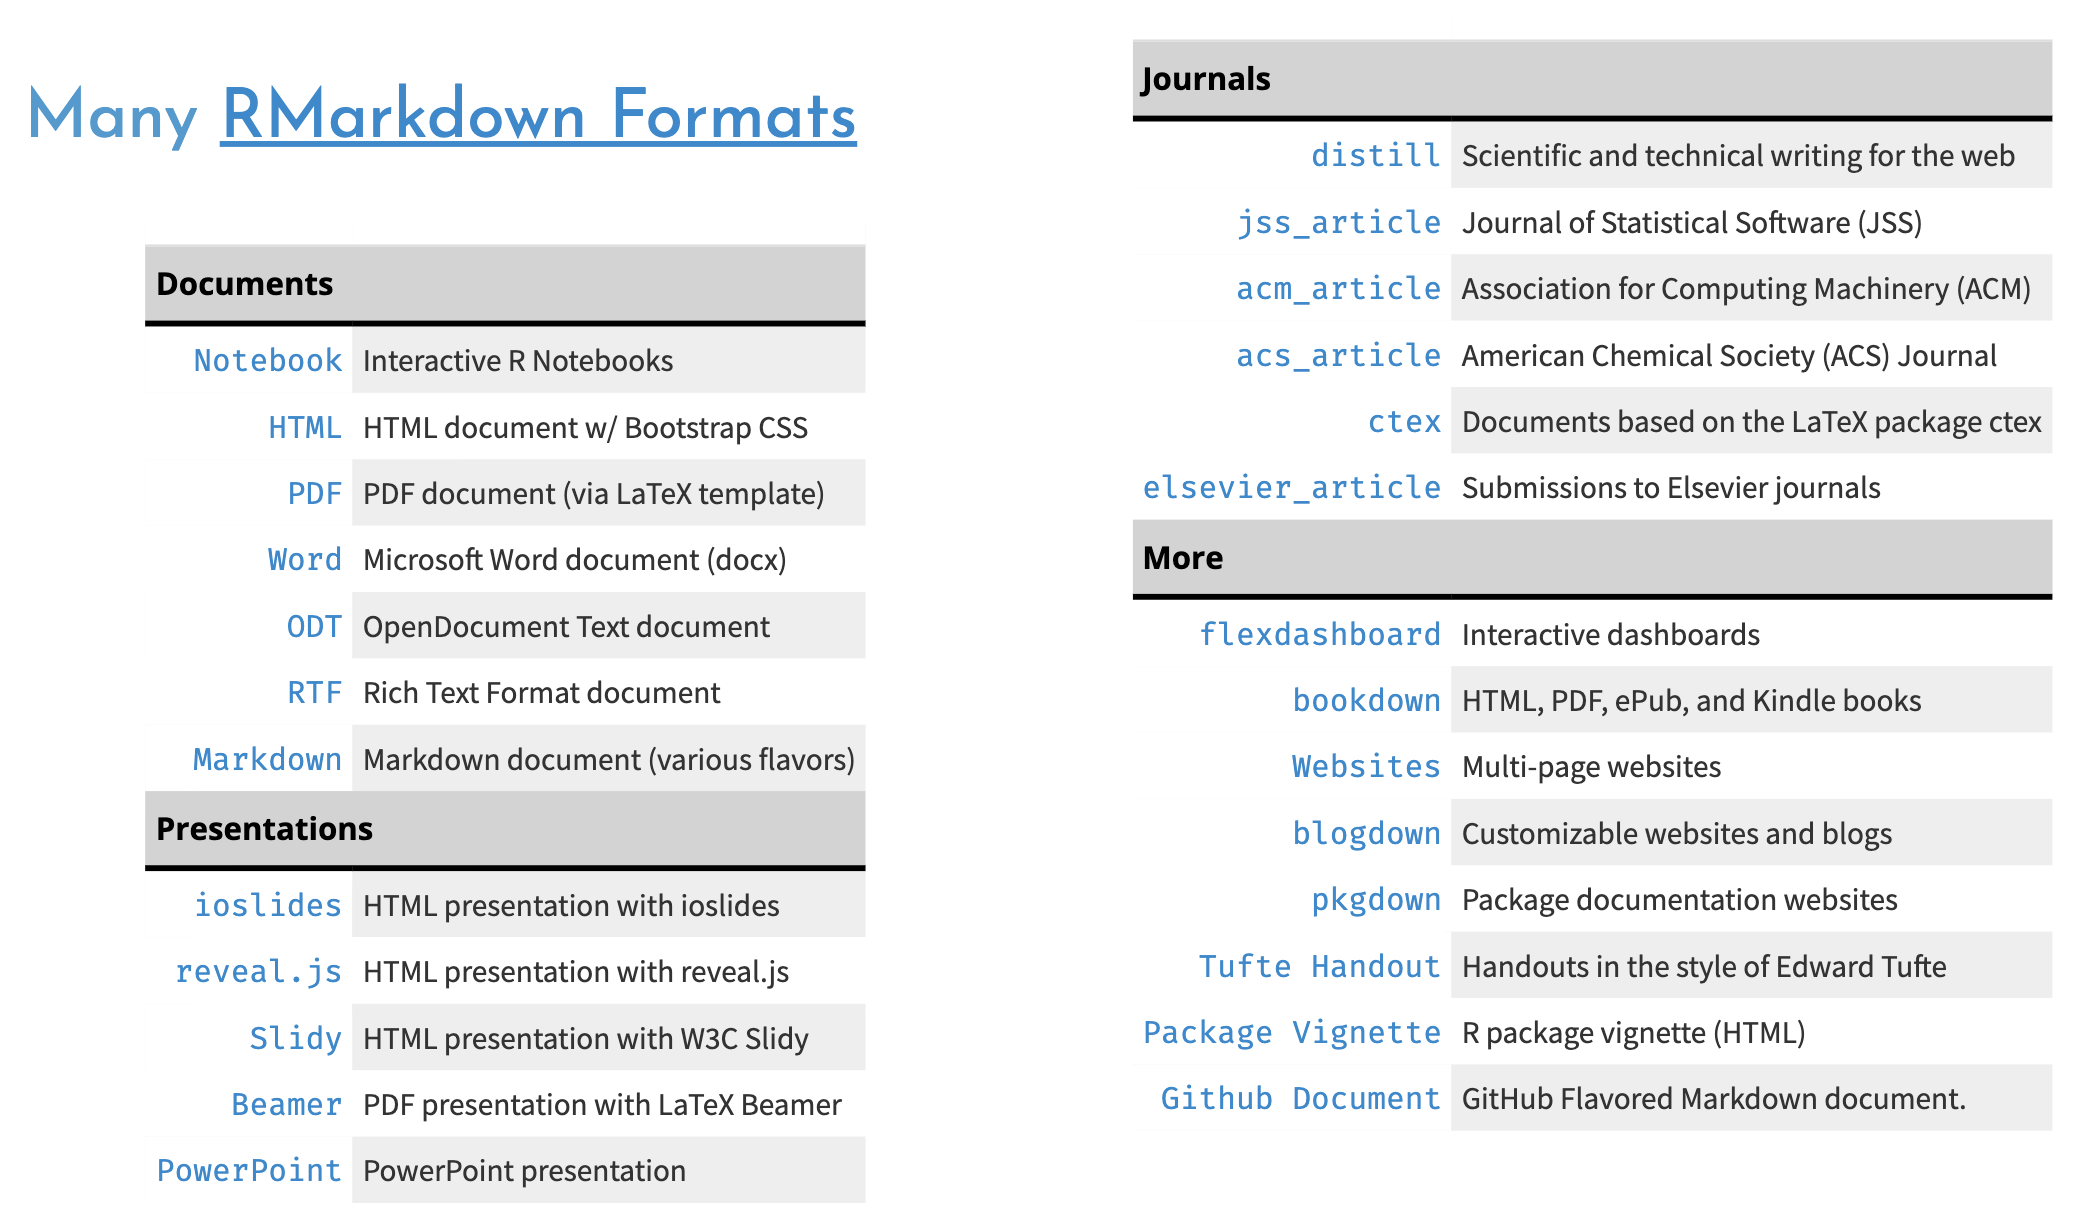 Many RMarkdown Formats
Documents
Notebook Interactive R Notebooks
HTML HTML document w/ Bootstrap CSS
PDF PDF document (via LaTeX template)
Word Microsoft Word document (docx)
ODT OpenDocument Text document
RTF Rich Text Format document
Markdown Markdown document (various flavors)
Presentations
ioslides HTML presentation with ioslides
reveal.js HTML presentation with reveal.js
Slidy HTML presentation with W3C Slidy
Beamer PDF presentation with LaTeX Beamer
PowerPoint PowerPoint presentation
Journals
distill Scientific and technical writing for the web
jss_article Journal of Statistical Software (JSS)
acm_article Association for Computing Machinery (ACM)
acs_article American Chemical Society (ACS) Journal
ctex Documents based on the LaTeX package ctex
elsevier_article Submissions to Elsevier journals
More
flexdashboard Interactive dashboards
bookdown HTML, PDF, ePub, and Kindle books
Websites Multi-page websites
blogdown Customizable websites and blogs
pkgdown Package documentation websites
Tufte Handout Handouts in the style of Edward Tufte
Package Vignette R package vignette (HTML)
Github Document GitHub Flavored Markdown document.